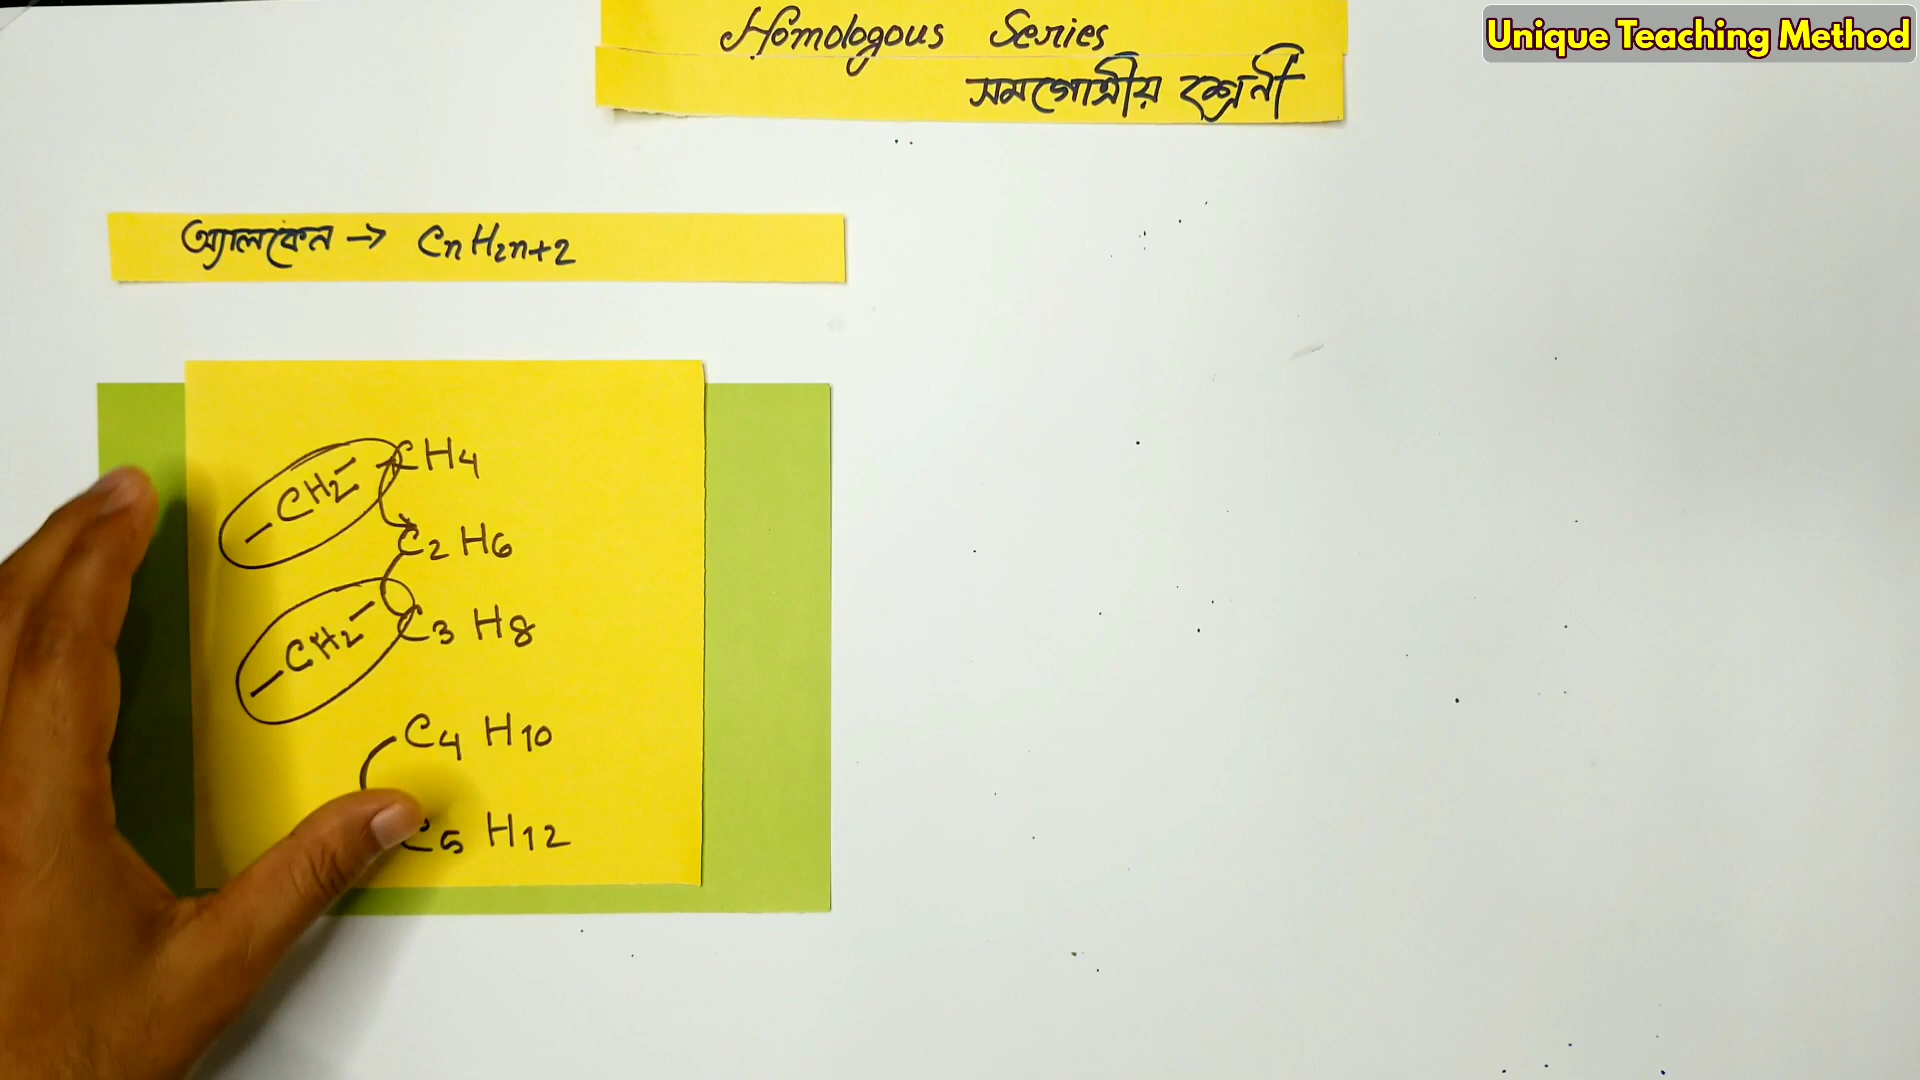 Homologous Series
সমগোত্রীয় শ্রেনী
Unique Teaching Method
অ্যালকেন → CnH2n+2
CH4
-CH2-
C2H6
C3H8
-CH2-
C4H10
C5H12